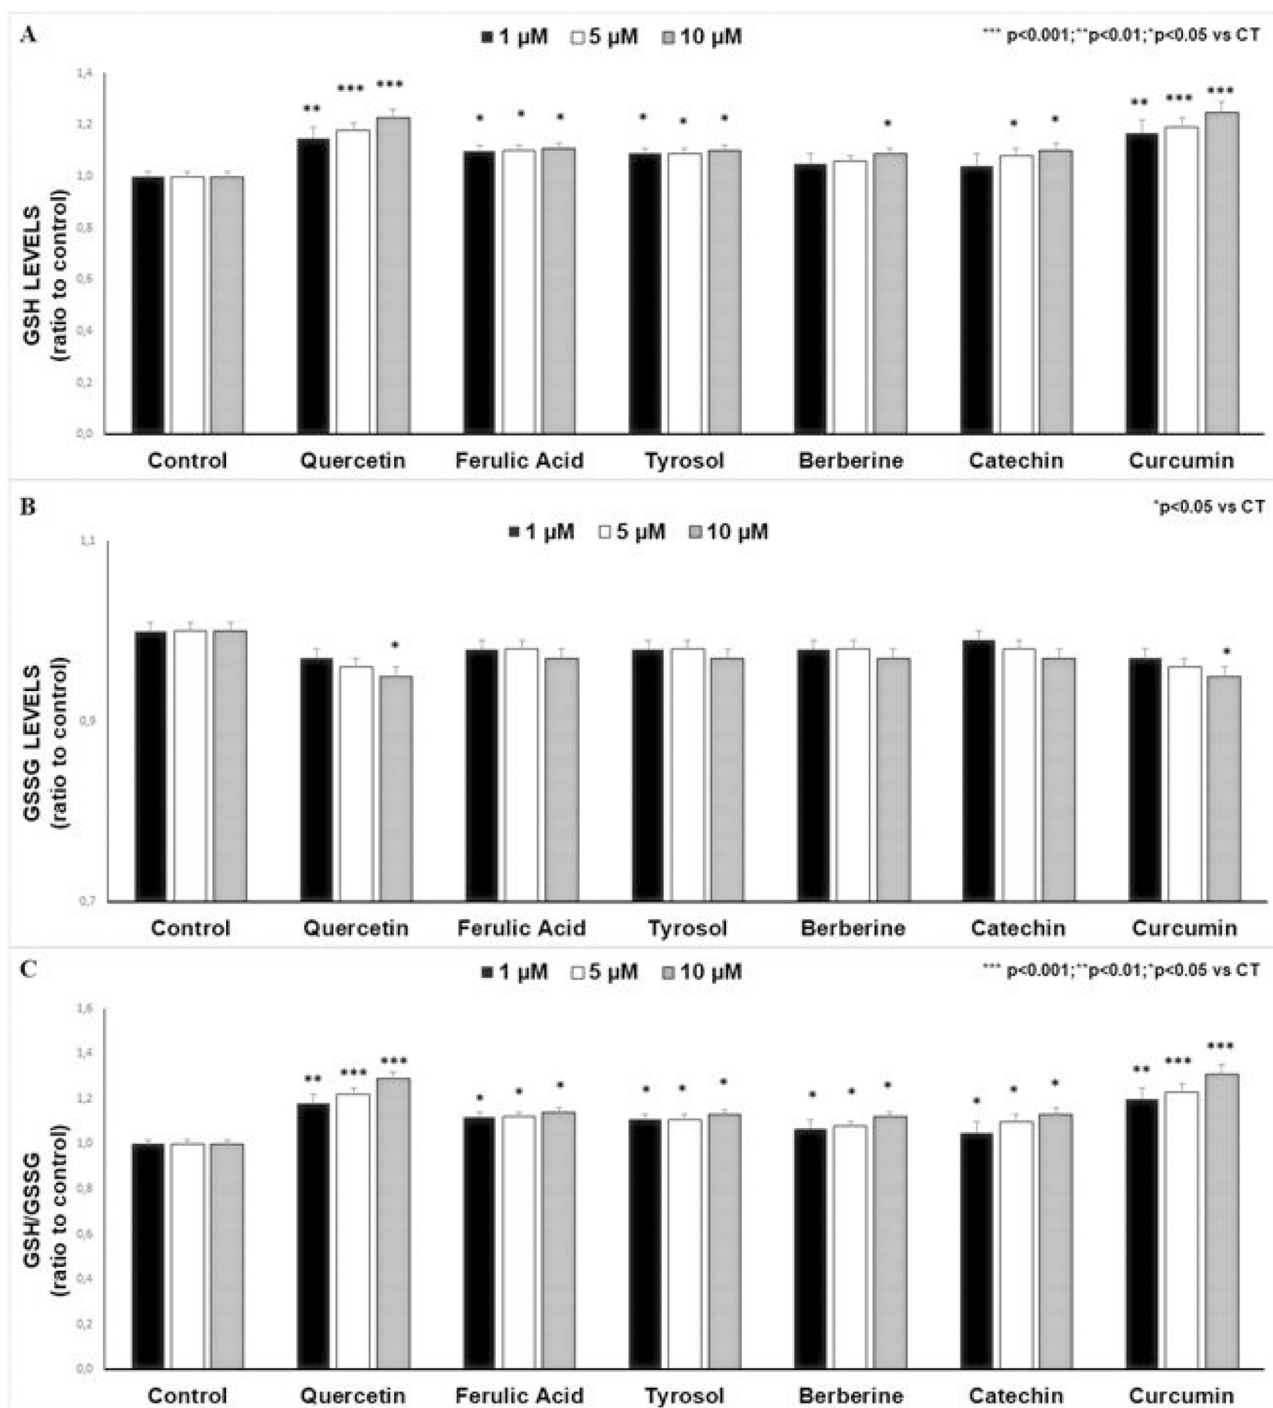 A
1 μM 5 μM 10 μM
*** p<0.001;**p<0.01;*p<0.05 vs CT
1,4
1,2
1,0
0,8
0,6
0,4
0,2
0,0
GSH LEVELS
(ratio to control)
** *** *** * * * * * * * * * ** *** ***
Control Quercetin Ferulic Acid Tyrosol Berberine Catechin Curcumin
B
*p<0.05 vs CT
1 μM 5 μM 10 μM
1,1
0,9
0,7
GSSG LEVELS
(ratio to control)
* *
Control Quercetin Ferulic Acid Tyrosol Berberine Catechin Curcumin
C
1 μM 5 μM 10 μM
*** p<0.001;**p<0.01;*p<0.05 vs CT
1,6
1,4
1,2
1,0
0,8
0,6
0,4
0,2
0,0
GSH/GSSG
(ratio to control)
** *** *** * * * * * * * * * * * * ** *** ***
Control Quercetin Ferulic Acid Tyrosol Berberine Catechin Curcumin